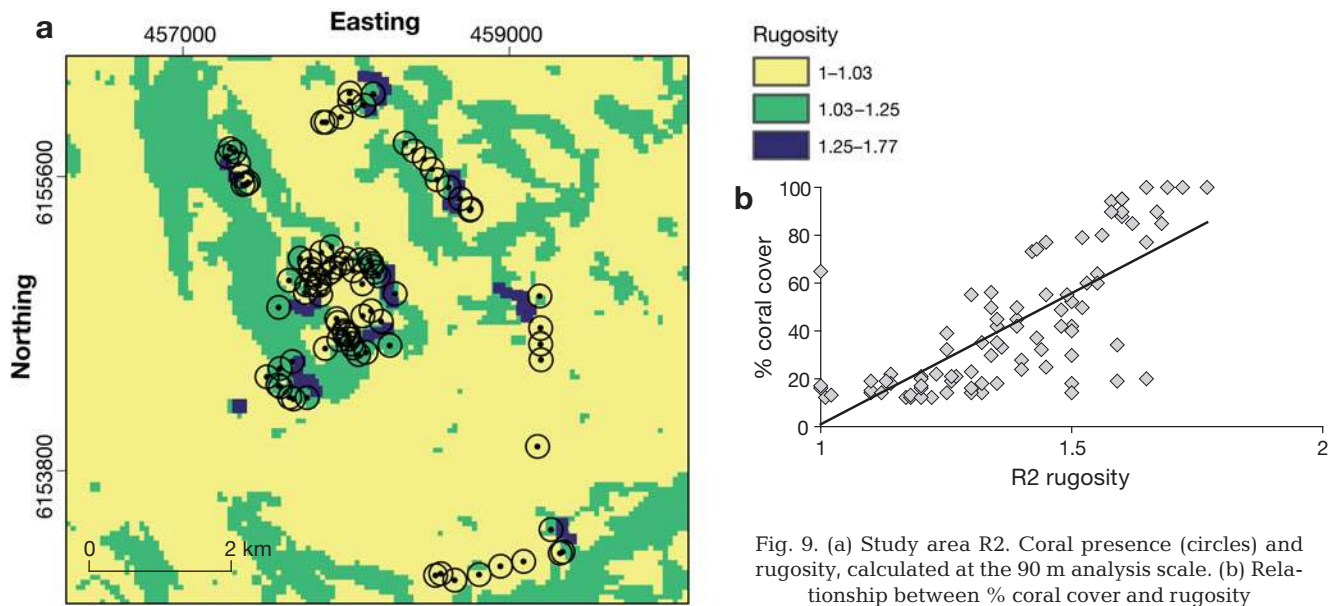 a
Easting
457000 459000
Northing
6155600
6153800
0 2 km
Rugosity
1–1.03
1.03–1.25
1.25–1.77
b
% coral cover
100
80
60
40
20
0
1 1.5 2
R2 rugosity
Fig. 9. (a) Study area R2. Coral presence (circles) and
rugosity, calculated at the 90 m analysis scale. (b) Rela-
tionship between % coral cover and rugosity